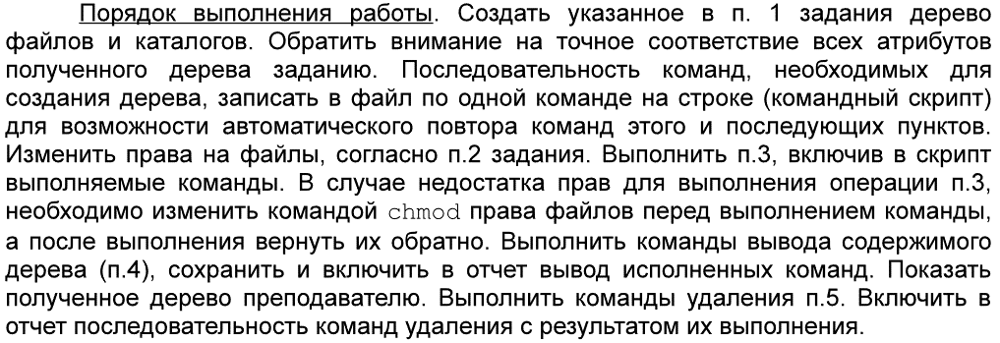 Порядок выполнения работы. Создать указанное в п. 1 задания дерево
файлов и каталогов. Обратить внимание на точное соответствие всех атрибутов
полученного дерева заданию. Последовательность команд, необходимых для
создания дерева, записать в файл по одной команде на строке (командный скрипт)
для возможности автоматического повтора команд этого и последующих пунктов.
Изменить права на файлы, согласно п.2 задания. Выполнить п.3, включив в скрипт
выполняемые команды. В случае недостатка прав для выполнения операции п.3,
необходимо изменить командой chmod права файлов перед выполнением команды,
а после выполнения вернуть их обратно. Выполнить команды вывода содержимого
дерева (п.4), сохранить и включить в отчет вывод исполненных команд. Показать
полученное дерево преподавателю. Выполнить команды удаления п.5. Включить в
отчет последовательность команд удаления с результатом их выполнения.